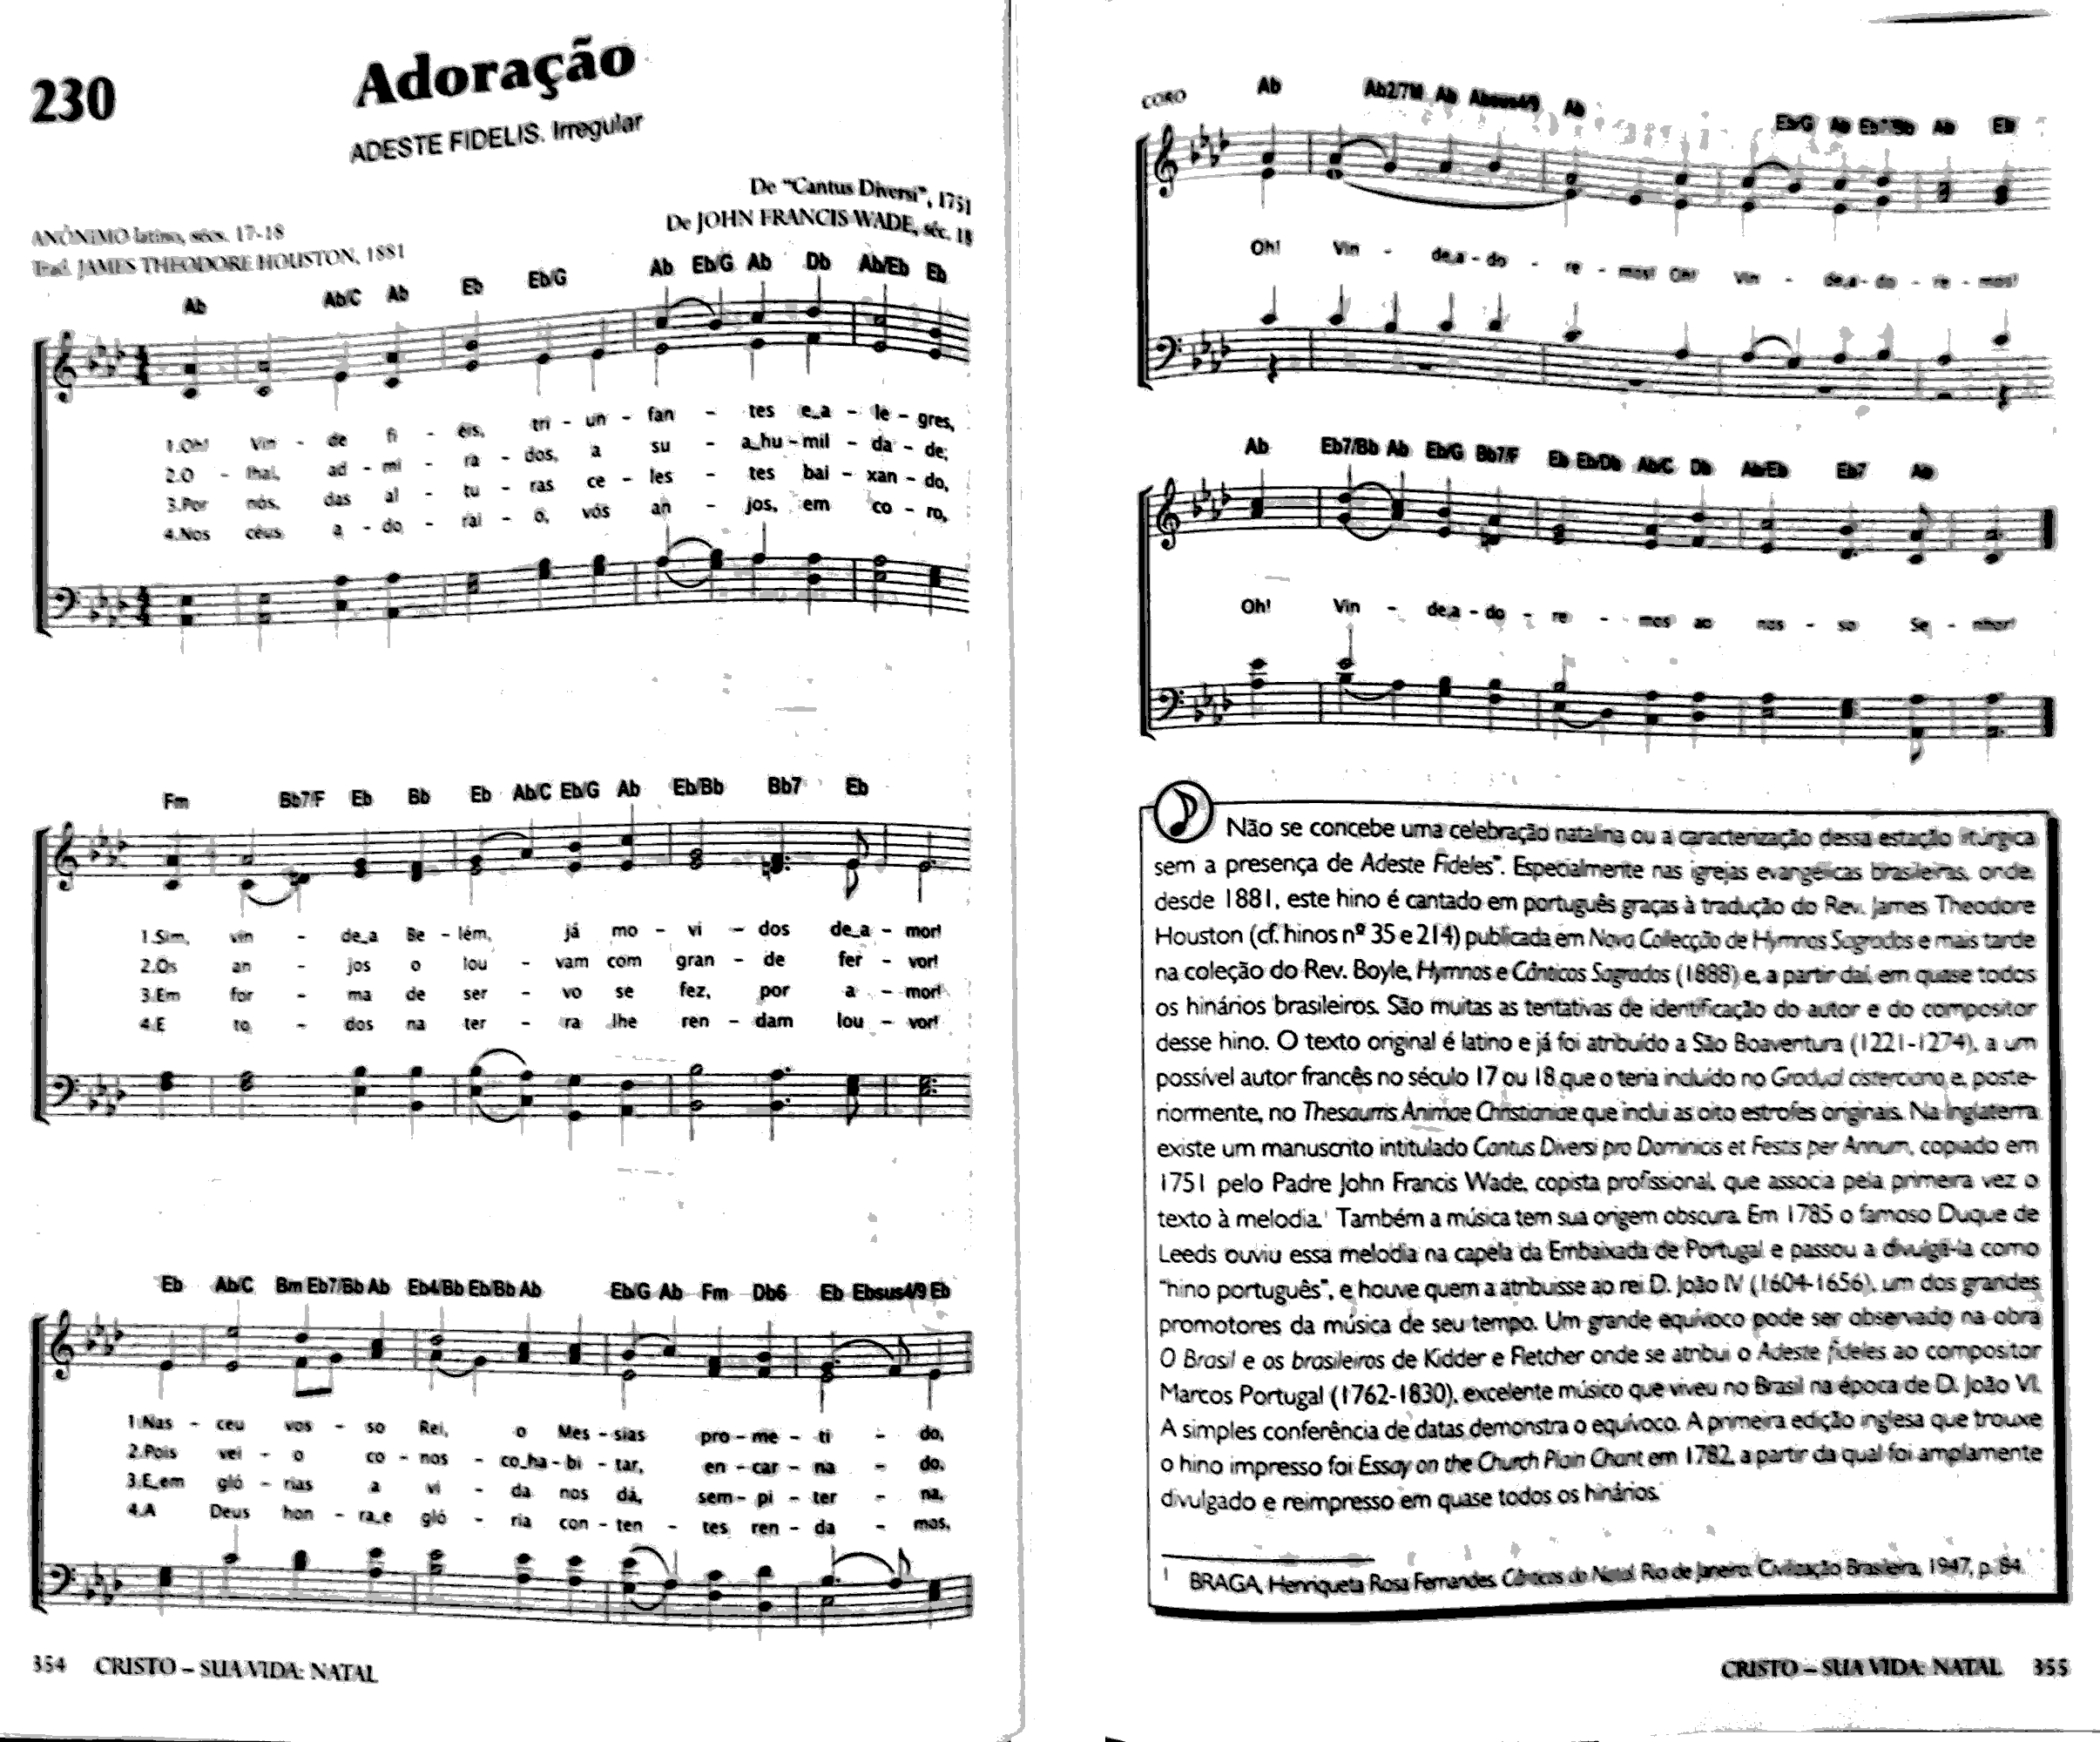 230
Adoração
ADESTE FIDELIS. Irregular
De "Cantus Diversi", 1751
De JOHN FRANCIS WADE, séc. 18
ANÔNIMO latino, sécs. 17-18
Trad. JAMES THEODORE HOUSTON, 1881
Ab Ab/C Ab Eb Eb/G Ab Eb/G Ab Db Ab/Eb Eb
1.Oh! Vin - de fi - éis, tri - un - fan - tes e_a - le - gres,
2.O - lhai, ad - mi - ra - dos, a su - a_hu - mil - da - de;
3.Por nós, das al - tu - ras ce - les - tes bai - xan - do,
4.Nos céus a - do - rai - o, vós an - jos, em co - ro,
Fm Bb7/F Eb Bb Eb Ab/C Eb/G Ab Eb/Bb Bb7 Eb
1.Sim, vin - de_a Be - lém, já mo - vi - dos de_a - mor!
2.Os an - jos o lou - vam com gran - de fer - vor!
3.Em for - ma de ser - vo se fez, por a - mor!
4.E to - dos na ter - ra lhe ren - dam lou - vor!
Eb Ab/C Bm Eb7/Bb Ab Eb4/Bb Eb/Bb Ab Eb/G Ab Fm Db6 Eb Ebsus4/9 Eb
1.Nas - ceu vos - so Rei, o Mes - sias pro - me - ti - do,
2.Pois vei - o co - nos - co_ha - bi - tar, en - car - na - do,
3.E_em gló - rias a vi - da nos dá, sem - pi - ter - na,
4.A Deus hon - ra_e gló - ria con - ten - tes ren - da - mos,
354 CRISTO – SUA VIDA: NATAL
CORO
Ab Ab2/7M Ab Absus4/9 Ab Eb/G Ab Ab Eb
Oh! Vin - de_a - do - re - mos! Oh! Vin - de_a - do - re - mos!
Ab Eb7/Bb Ab Eb/G Bb7/F Eb Eb/Db Ab/C Db Ab/Eb Eb7 Ab
Oh! Vin - de_a - do - re - mos ao nos - so Se - nhor!
Não se concebe uma celebração natalina ou a caracterização dessa estação litúrgica
sem a presença de Adeste Fideles". Especialmente nas igrejas evangélicas brasileiras, onde,
desde 1881, este hino é cantado em português graças à tradução do Rev. James Theodore
Houston (cf. hinos nº 35 e 214) publicada em Nova Collecção de Hymnos Sagrados e mais tarde
na coleção do Rev. Boyle, Hymnos e Cânticos Sagrados (1888) e, a partir daí, em quase todos
os hinários brasileiros. São muitas as tentativas de identificação do autor e do compositor
desse hino. O texto original é latino e já foi atribuído a São Boaventura (1221-1274), a um
possível autor francês no século 17 ou 18 que o teria incluído no Gradual cisterciano e, poste-
riormente, no Thesaurris Animae Christianiae que inclui as oito estrofes originais. Na Inglaterra
existe um manuscrito intitulado Cantus Diversi pro Dominicis et Festis per Annum, copiado em
1751 pelo Padre John Francis Wade, copista profissional, que associa pela primeira vez o
texto à melodia.¹ Também a música tem sua origem obscura. Em 1785 o famoso Duque de
Leeds ouviu essa melodia na capela da Embaixada de Portugal e passou a divulgá-la como
"hino português", e houve quem a atribuisse ao rei D. João IV (1604-1656), um dos grandes
promotores da música de seu tempo. Um grande equívoco pode ser observado na obra
O Brasil e os brasileiros de Kidder e Fletcher onde se atribui o Adeste fideles ao compositor
Marcos Portugal (1762-1830), excelente músico que viveu no Brasil na época de D. João VI.
A simples conferência de datas demonstra o equívoco. A primeira edição inglesa que trouxe
o hino impresso foi Essay on the Church Plain Chant em 1782, a partir da qual foi amplamente
divulgado e reimpresso em quase todos os hinários.
¹ BRAGA, Henriqueta Rosa Fernandes. Cânticos do Natal. Rio de Janeiro: Civilização Brasileira, 1947, p. 84.
CRISTO – SUA VIDA: NATAL 355